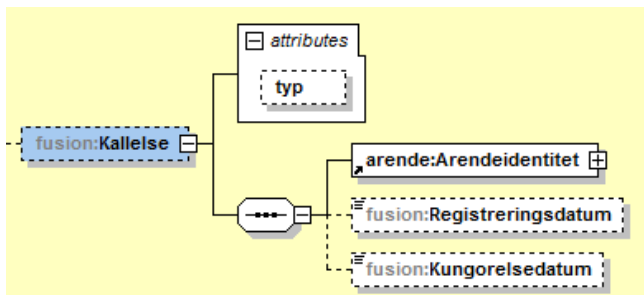 attributes
typ
fusion:Kallelse
arende:Arendeidentitet
fusion:Registreringsdatum
fusion:Kungorelsedatum